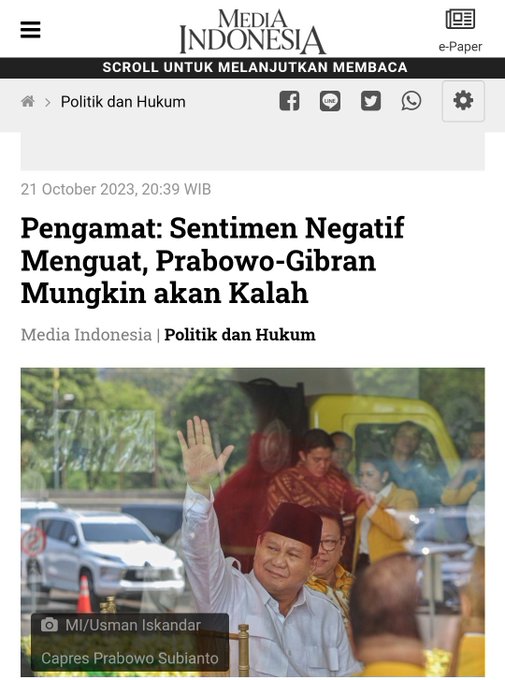 MEDIA
INDONESIA
e-Paper
SCROLL UNTUK MELANJUTKAN MEMBACA
Politik dan Hukum
LINE
21 October 2023, 20:39 WIB
Pengamat: Sentimen Negatif
Menguat, Prabowo-Gibran
Mungkin akan Kalah
Media Indonesia | Politik dan Hukum
MI/Usman Iskandar
Capres Prabowo Subianto